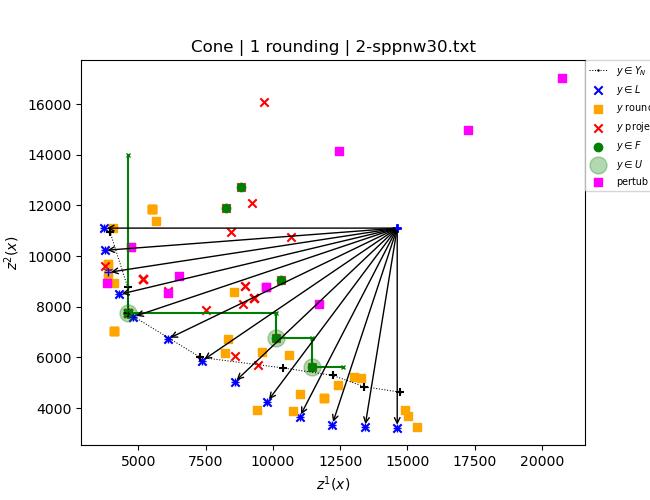 Cone | 1 rounding | 2-sppnw30.txt
z²(x)
16000
14000
12000
10000
8000
6000
4000
5000
7500
10000
12500
15000
17500
20000
z¹(x)
y ∈ Y_N
y ∈ L
y roun
y proje
y ∈ F
y ∈ U
pertub